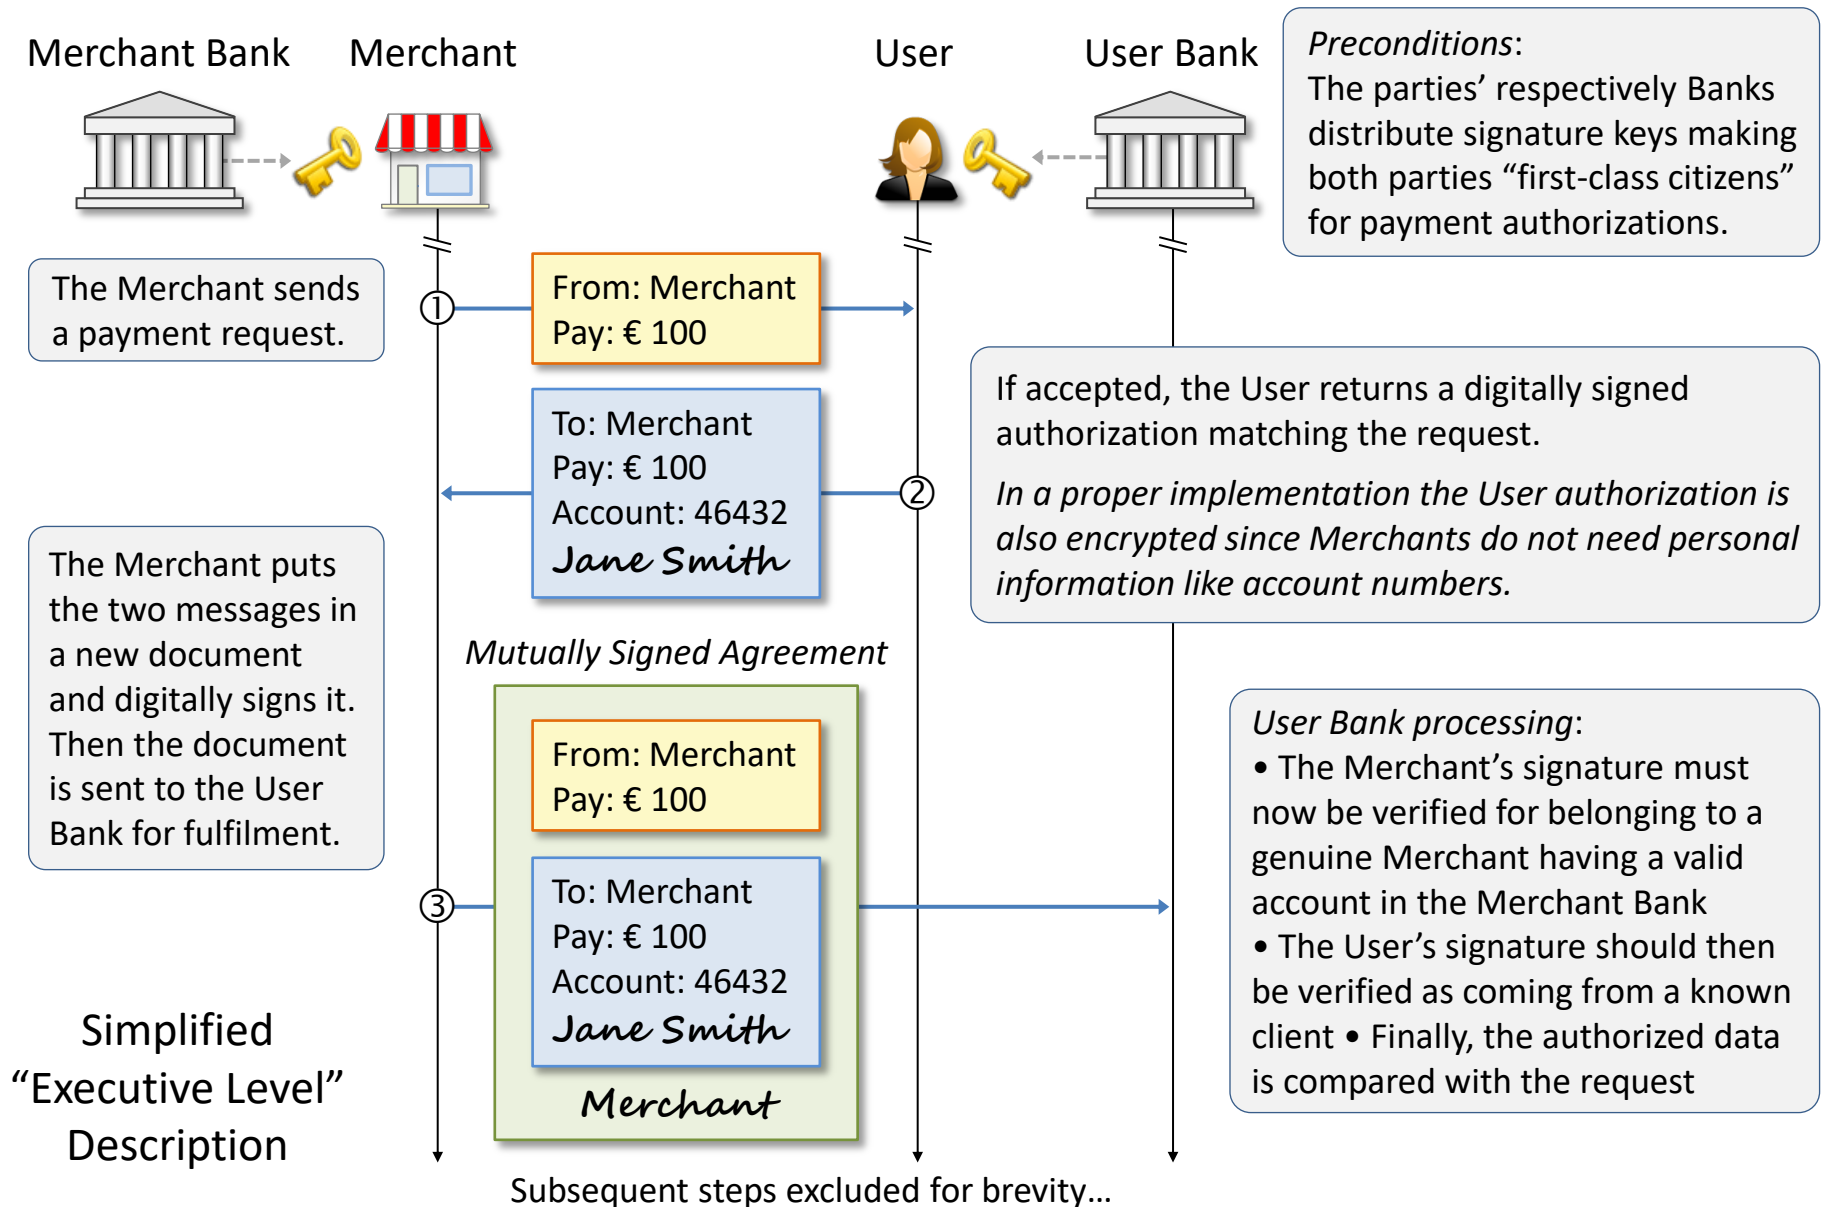 Merchant Bank
Merchant
User
User Bank
Preconditions:
The parties’ respectively Banks
distribute signature keys making
both parties “first-class citizens”
for payment authorizations.
The Merchant sends
a payment request.
①
From: Merchant
Pay: € 100
To: Merchant
Pay: € 100
Account: 46432
Jane Smith
②
If accepted, the User returns a digitally signed
authorization matching the request.
In a proper implementation the User authorization is
also encrypted since Merchants do not need personal
information like account numbers.
The Merchant puts
the two messages in
a new document
and digitally signs it.
Then the document
is sent to the User
Bank for fulfilment.
Mutually Signed Agreement
From: Merchant
Pay: € 100
③
To: Merchant
Pay: € 100
Account: 46432
Jane Smith
Merchant
User Bank processing:
• The Merchant’s signature must
now be verified for belonging to a
genuine Merchant having a valid
account in the Merchant Bank
• The User’s signature should then
be verified as coming from a known
client • Finally, the authorized data
is compared with the request
Simplified
“Executive Level”
Description
Subsequent steps excluded for brevity…